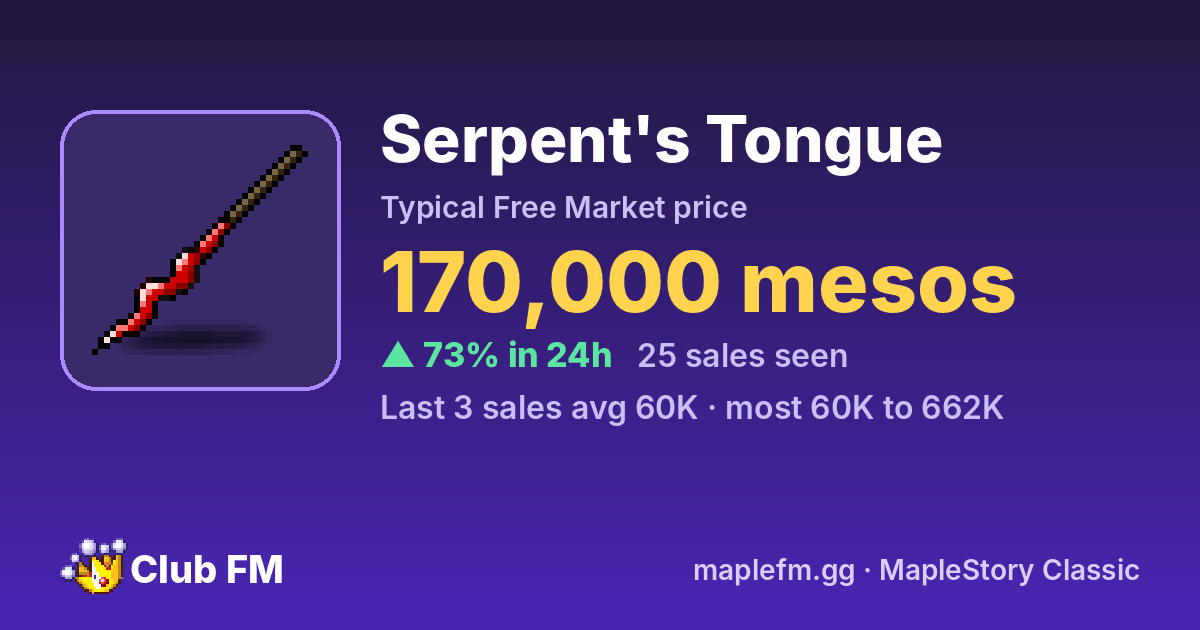 Serpent's Tongue
Typical Free Market price
170,000 mesos
▲ 73% in 24h   25 sales seen
Last 3 sales avg 60K · most 60K to 662K
Club FM
maplefm.gg · MapleStory Classic